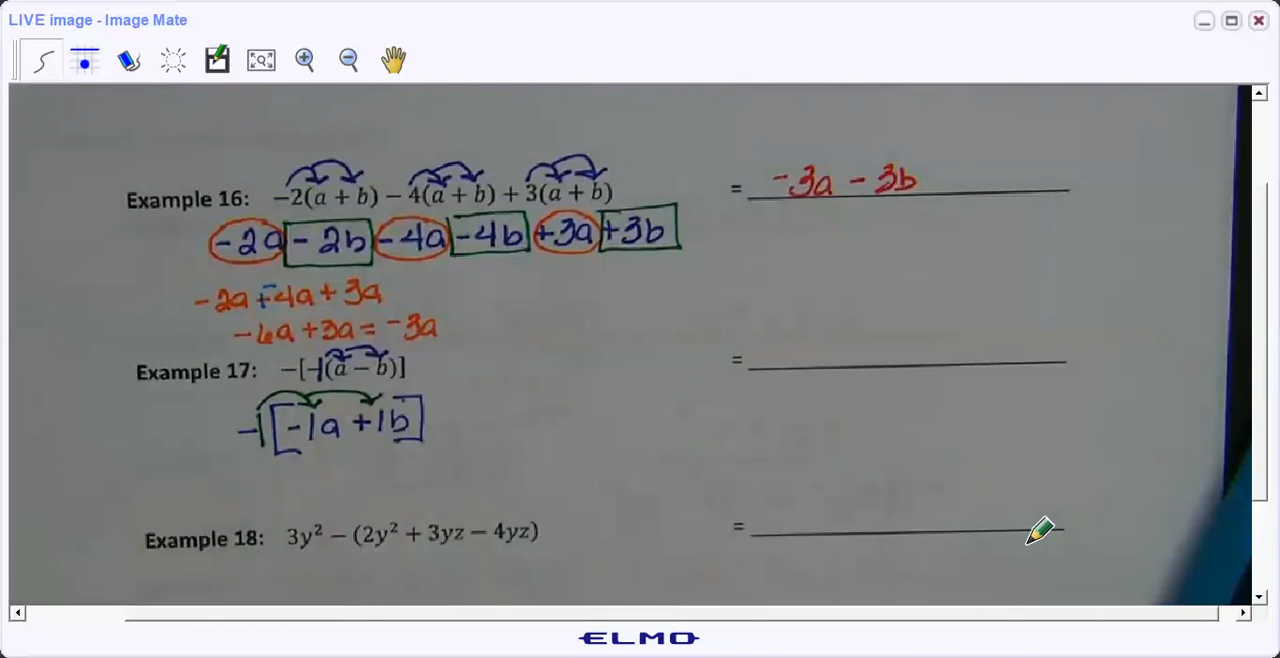 LIVE image - Image Mate
Example 16: −2(a + b) − 4(a + b) + 3(a + b) = -3a - 3b
-2a - 2b - 4a - 4b + 3a + 3b
-2a + -4a + 3a
-6a + 3a = -3a
Example 17: −[-1(a − b)] =
-1[-1a + 1b]
Example 18: 3y² − (2y² + 3yz − 4yz) =
ELMO